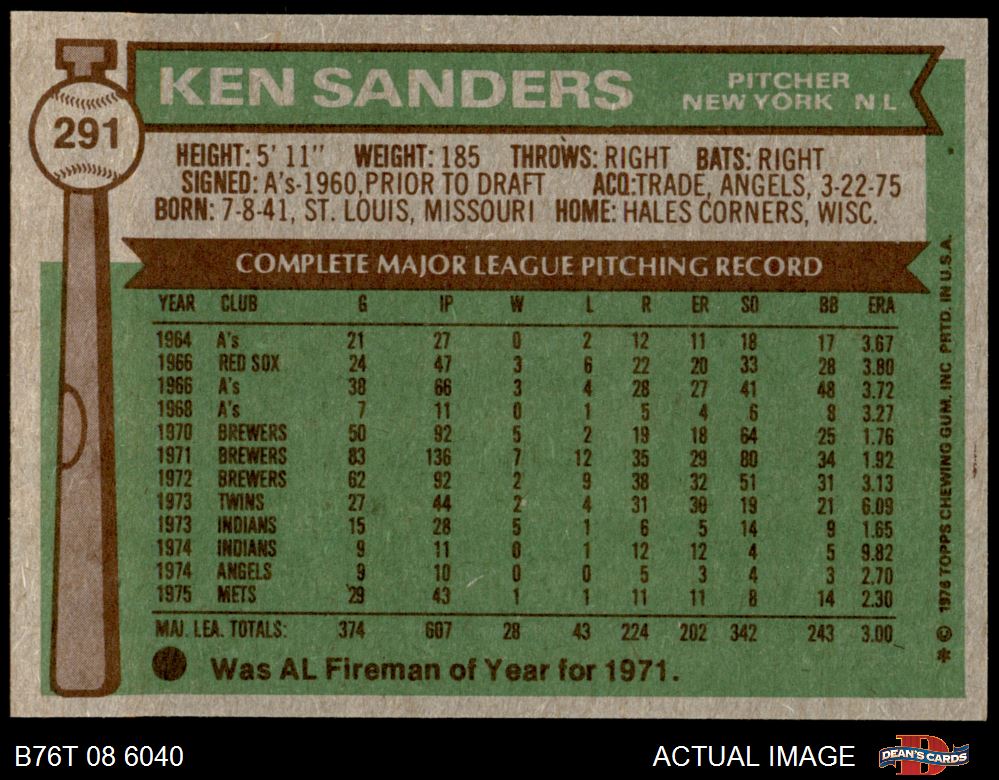 KEN SANDERS
PITCHER
NEW YORK N L
291
HEIGHT: 5' 11" WEIGHT: 185 THROWS: RIGHT BATS: RIGHT
SIGNED: A's-1960, PRIOR TO DRAFT ACQ: TRADE, ANGELS, 3-22-75
BORN: 7-8-41, ST. LOUIS, MISSOURI HOME: HALES CORNERS, WISC.
COMPLETE MAJOR LEAGUE PITCHING RECORD
YEAR CLUB G IP W L R ER SO BB ERA
1964 A's 21 27 0 2 12 11 18 17 3.67
1966 RED SOX 24 47 3 6 22 20 33 28 3.80
1966 A's 38 66 3 4 28 27 41 48 3.72
1968 A's 7 11 0 1 5 4 6 8 3.27
1970 BREWERS 50 92 5 2 19 18 64 25 1.76
1971 BREWERS 83 136 7 12 35 29 80 34 1.92
1972 BREWERS 62 92 2 9 38 32 51 31 3.13
1973 TWINS 27 44 2 4 31 30 19 21 6.09
1973 INDIANS 15 28 5 1 6 5 14 9 1.65
1974 INDIANS 9 11 0 1 12 12 4 5 9.82
1974 ANGELS 9 10 0 0 5 3 4 3 2.70
1975 METS 29 43 1 1 11 11 8 14 2.30
MAJ. LEA. TOTALS: 374 607 28 43 224 202 342 243 3.00
Was AL Fireman of Year for 1971.
* © 1976 TOPPS CHEWING GUM, INC PRTD. IN U.S.A.
B76T 08 6040
ACTUAL IMAGE
DEAN'S CARDS